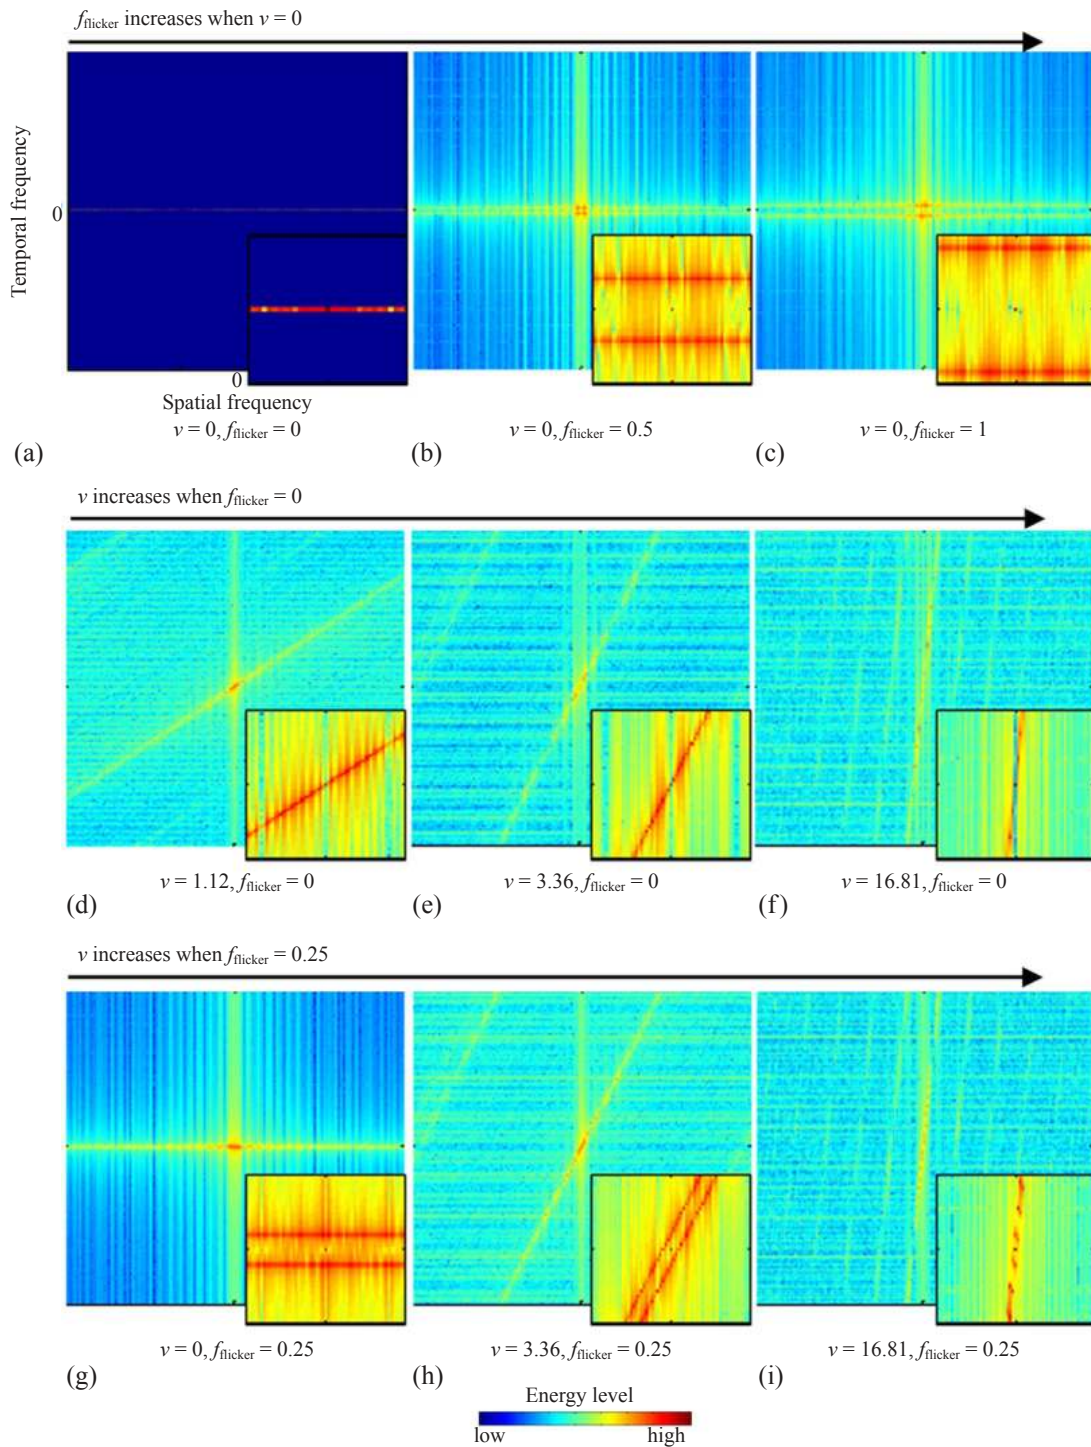 f_flicker increases when v = 0
Temporal frequency
0
0
Spatial frequency
v = 0, f_flicker = 0
v = 0, f_flicker = 0.5
v = 0, f_flicker = 1
(a)
(b)
(c)
v increases when f_flicker = 0
v = 1.12, f_flicker = 0
v = 3.36, f_flicker = 0
v = 16.81, f_flicker = 0
(d)
(e)
(f)
v increases when f_flicker = 0.25
v = 0, f_flicker = 0.25
v = 3.36, f_flicker = 0.25
v = 16.81, f_flicker = 0.25
(g)
(h)
(i)
Energy level
low
high